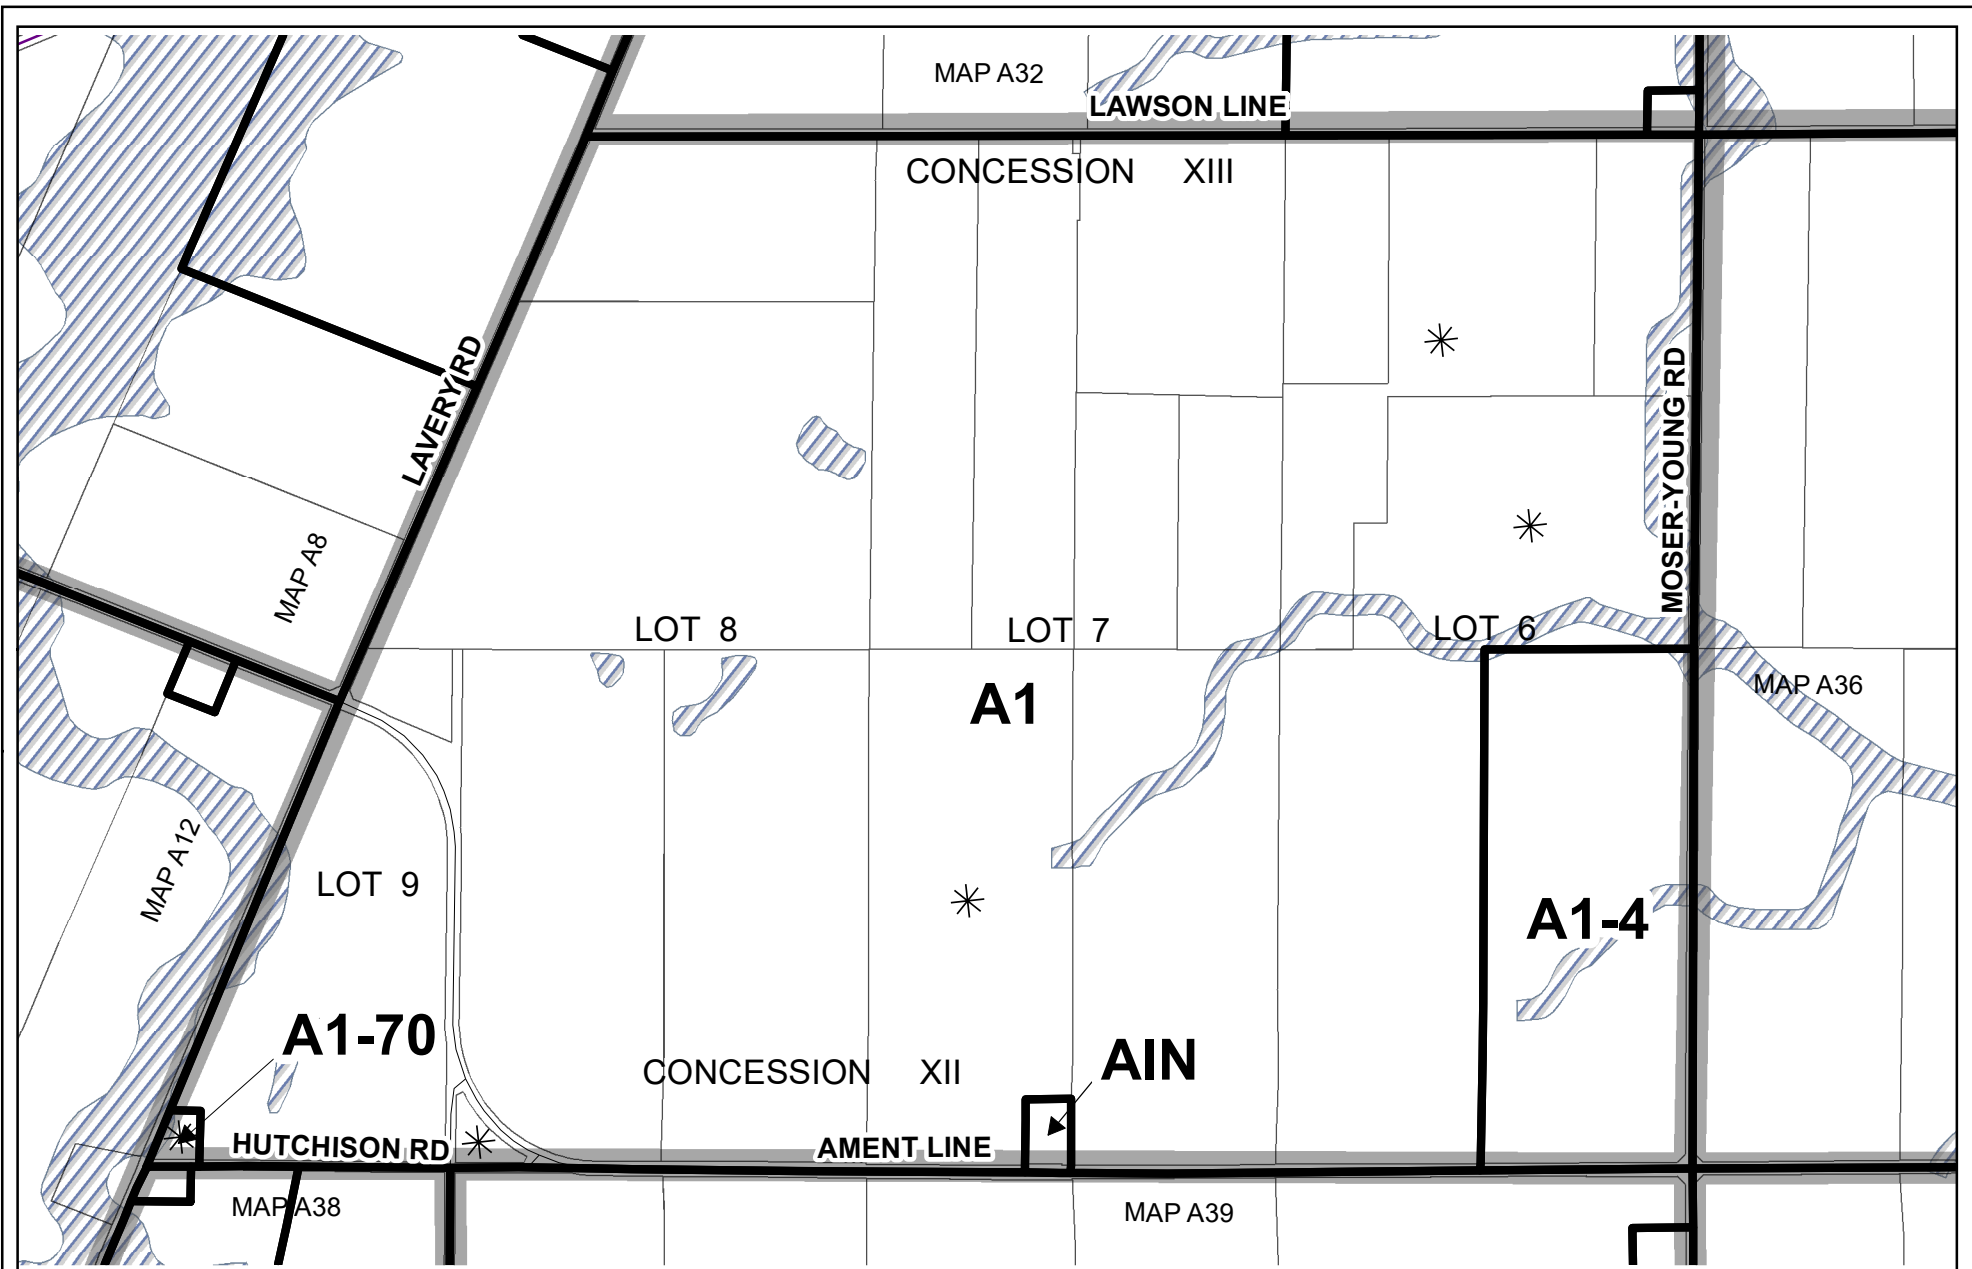 MAP A32
LAWSON LINE
CONCESSION XIII
LAVERY RD
MOSER-YOUNG RD
MAP A8
LOT 8
LOT 7
LOT 6
A1
MAP A36
MAP A12
LOT 9
A1-4
A1-70
CONCESSION XII
AIN
HUTCHISON RD
AMENT LINE
MAP A38
MAP A39